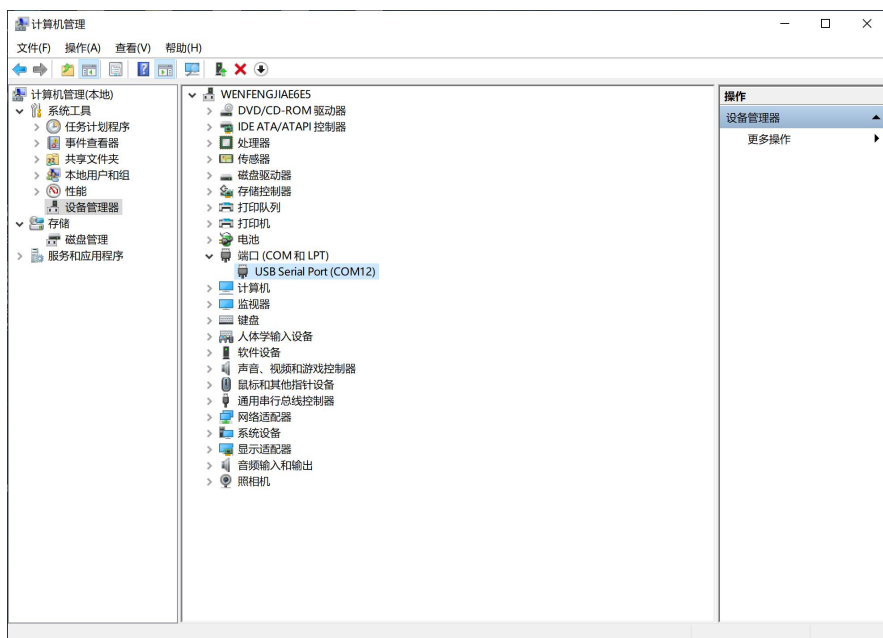 计算机管理
文件(F) 操作(A) 查看(V) 帮助(H)
计算机管理(本地)
系统工具
任务计划程序
事件查看器
共享文件夹
本地用户和组
性能
设备管理器
存储
磁盘管理
服务和应用程序
WENFENGJIAE6E5
DVD/CD-ROM 驱动器
IDE ATA/ATAPI 控制器
处理器
传感器
磁盘驱动器
存储控制器
打印队列
打印机
电池
端口 (COM 和 LPT)
USB Serial Port (COM12)
计算机
监视器
键盘
人体学输入设备
软件设备
声音、视频和游戏控制器
鼠标和其他指针设备
通用串行总线控制器
网络适配器
系统设备
显示适配器
音频输入和输出
照相机
操作
设备管理器
更多操作